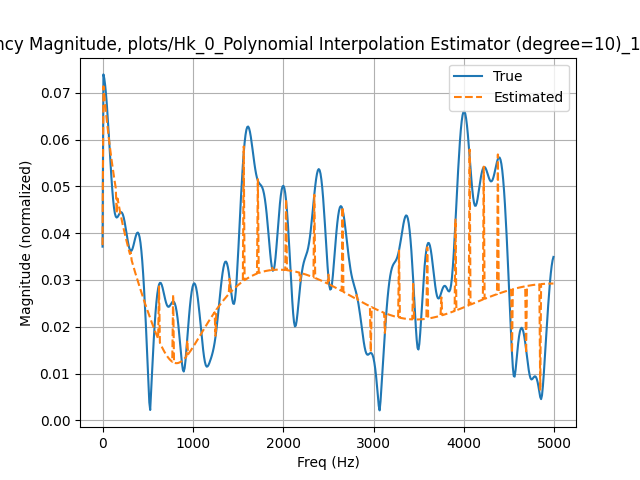 ncy Magnitude, plots/Hk_0_Polynomial Interpolation Estimator (degree=10)_1
True
Estimated
Magnitude (normalized)
0.07
0.06
0.05
0.04
0.03
0.02
0.01
0.00
0 1000 2000 3000 4000 5000
Freq (Hz)